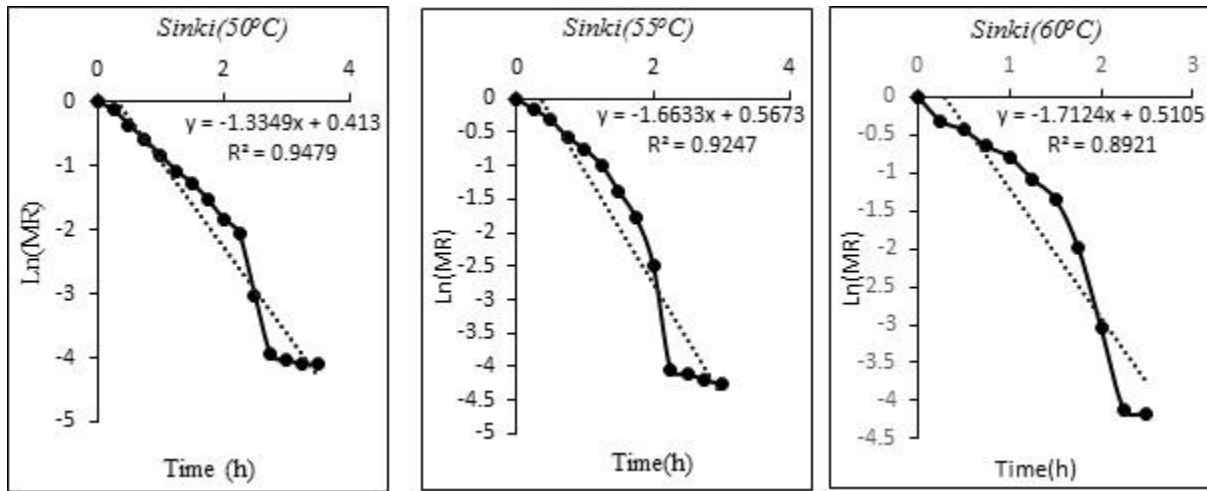 Sinki(50⁰C)
0 2 4
0
y = -1.3349x + 0.413
R² = 0.9479
-1
-2
-3
-4
-5
Ln(MR)
Time (h)
Sinki(55⁰C)
0 2 4
0
y = -1.6633x + 0.5673
R² = 0.9247
-0.5
-1
-1.5
-2
-2.5
-3
-3.5
-4
-4.5
-5
Ln(MR)
Time(h)
Sinki(60⁰C)
0 1 2 3
0
y = -1.7124x + 0.5105
R² = 0.8921
-0.5
-1
-1.5
-2
-2.5
-3
-3.5
-4
-4.5
Ln(MR)
Time(h)